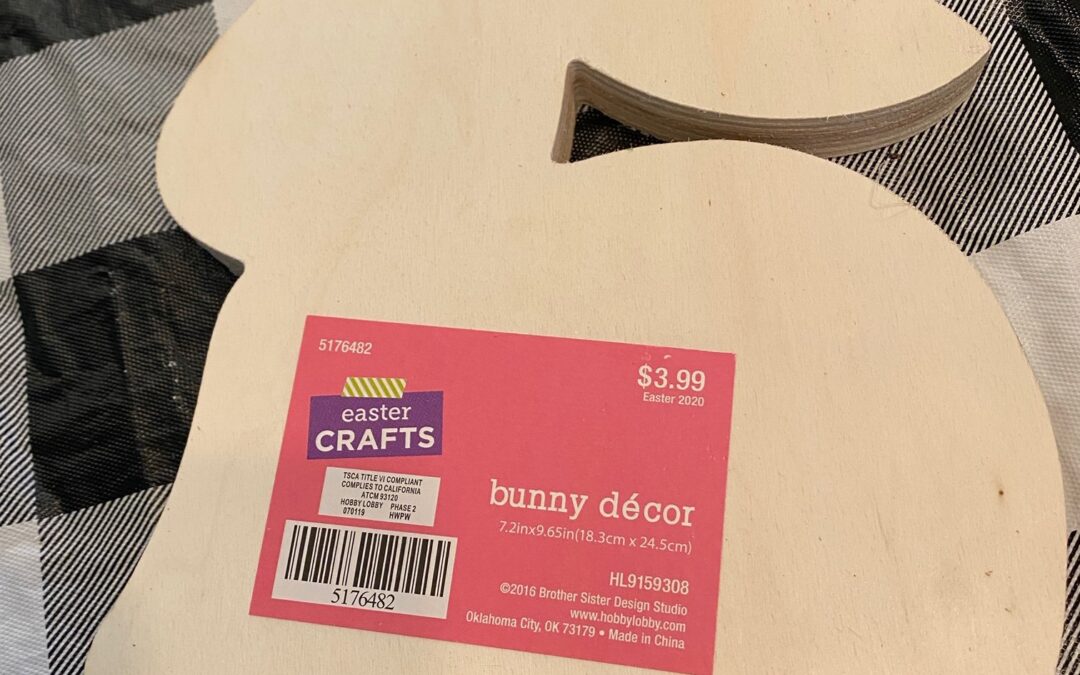 5176482
$3.99
Easter 2020
easter
CRAFTS
TSCA TITLE VI COMPLIANT
COMPLIES TO CALIFORNIA
ATCM 93120
HOBBY LOBBY PHASE 2
070119 HWPW
bunny décor
7.2inx9.65in(18.3cm x 24.5cm)
5176482
HL9159308
©2016 Brother Sister Design Studio
www.hobbylobby.com
Oklahoma City, OK 73179 • Made in China